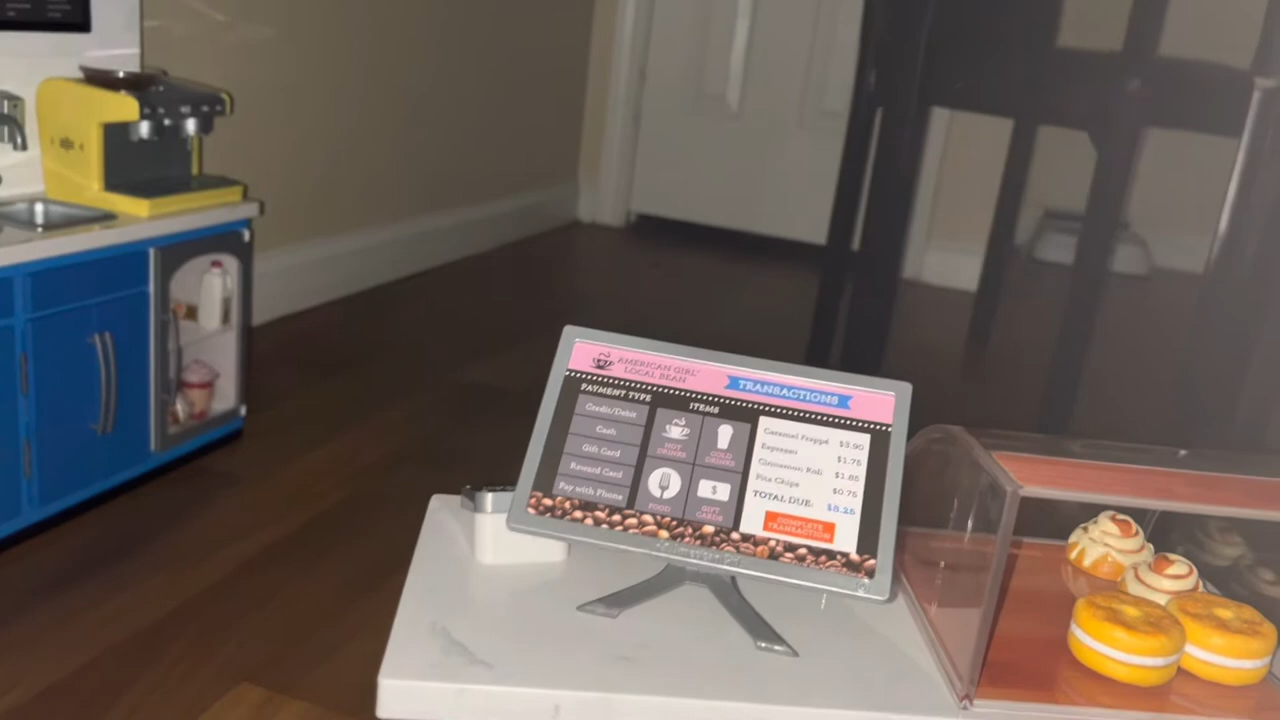 AMERICAN GIRL®
LOCAL BEAN
TRANSACTIONS
PAYMENT TYPE
Credit/Debit
Cash
Gift Card
Reward Card
Pay with Phone
ITEMS
HOT
DRINKS
COLD
DRINKS
FOOD
$
GIFT
CARDS
Caramel Frappé $3.90
Espresso $1.75
Cinnamon Roll $1.85
Pita Chips $0.75
TOTAL DUE: $8.25
COMPLETE
TRANSACTION